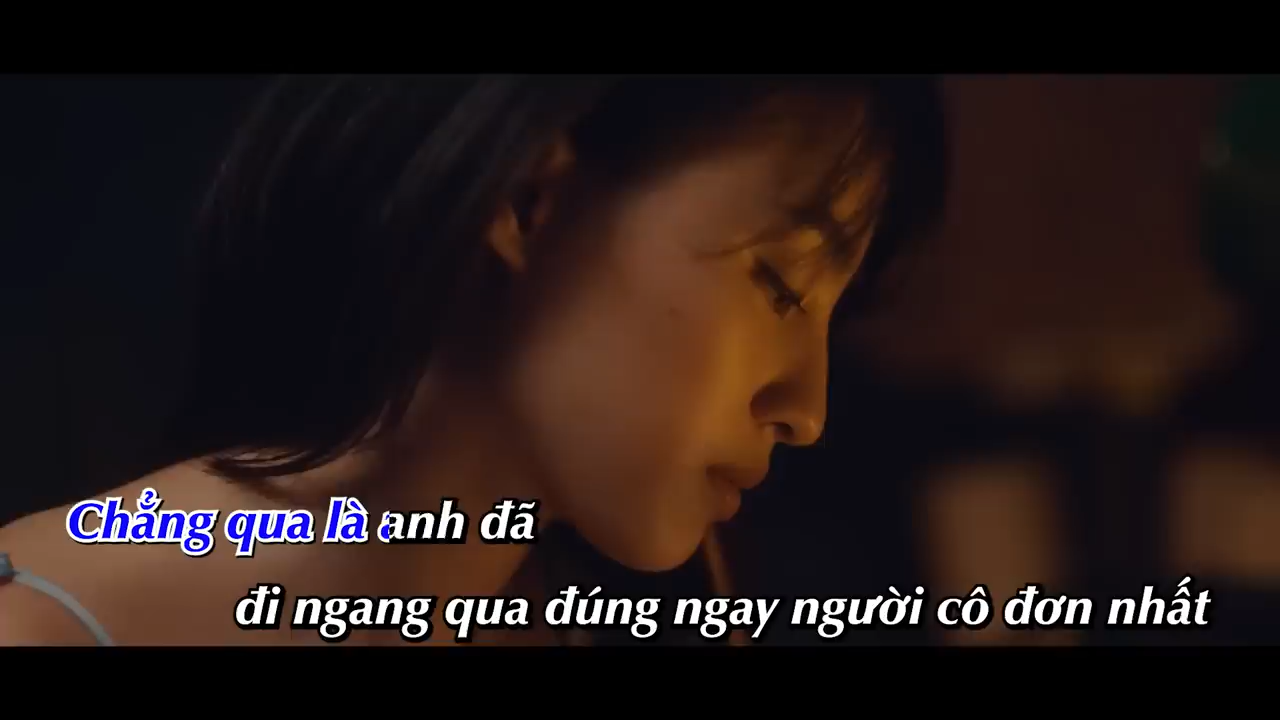 Chẳng qua là anh đã
đi ngang qua đúng ngay người cô đơn nhất